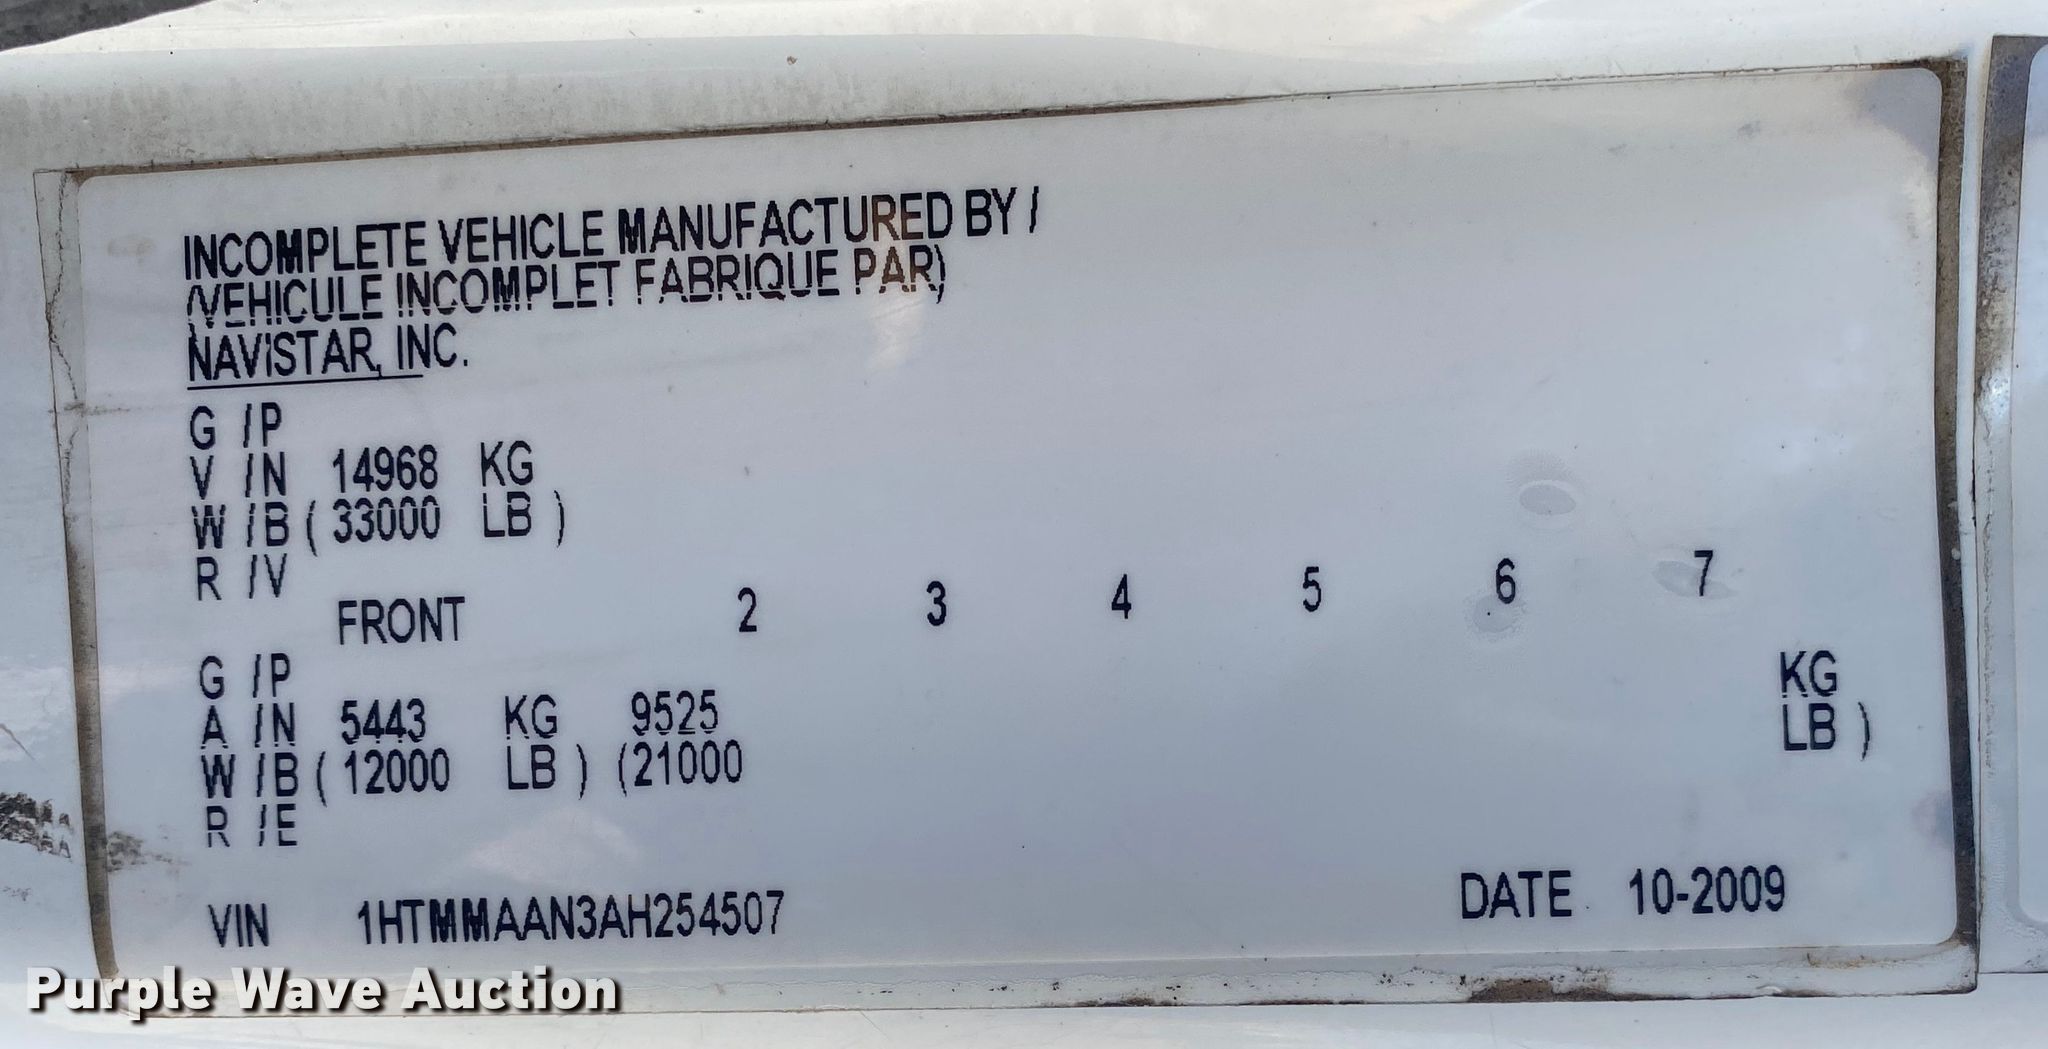 INCOMPLETE VEHICLE MANUFACTURED BY /
(VEHICULE INCOMPLET FABRIQUE PAR)
NAVISTAR, INC.
G /P
V /N 14968 KG
W /B ( 33000 LB )
R /V
FRONT 2 3 4 5 6 7
G /P
A /N 5443 KG 9525 KG
W /B ( 12000 LB ) (21000 LB )
R /E
VIN 1HTMMAAN3AH254507 DATE 10-2009
Purple Wave Auction